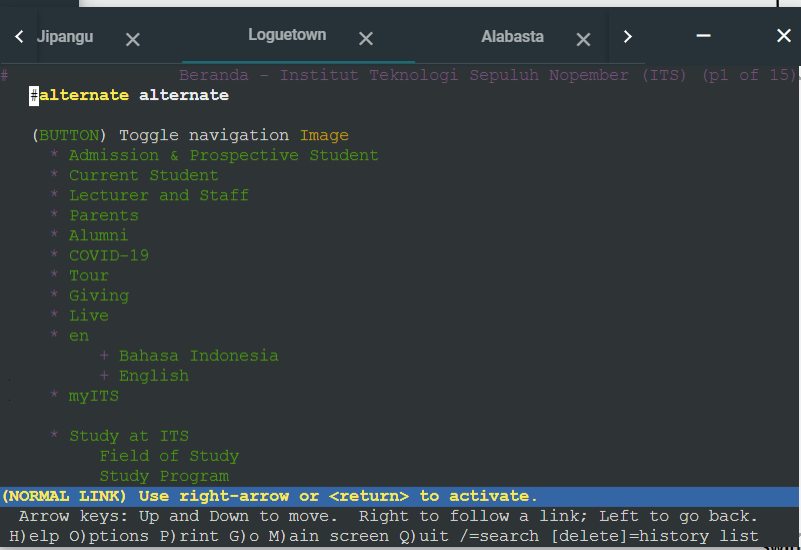 Jipangu
Loguetown
Alabasta
# Beranda - Institut Teknologi Sepuluh Nopember (ITS) (p1 of 15)
#alternate alternate
(BUTTON) Toggle navigation Image
* Admission & Prospective Student
* Current Student
* Lecturer and Staff
* Parents
* Alumni
* COVID-19
* Tour
* Giving
* Live
* en
+ Bahasa Indonesia
+ English
* myITS
* Study at ITS
Field of Study
Study Program
(NORMAL LINK) Use right-arrow or <return> to activate.
Arrow keys: Up and Down to move. Right to follow a link; Left to go back.
H)elp O)ptions P)rint G)o M)ain screen Q)uit /=search [delete]=history list